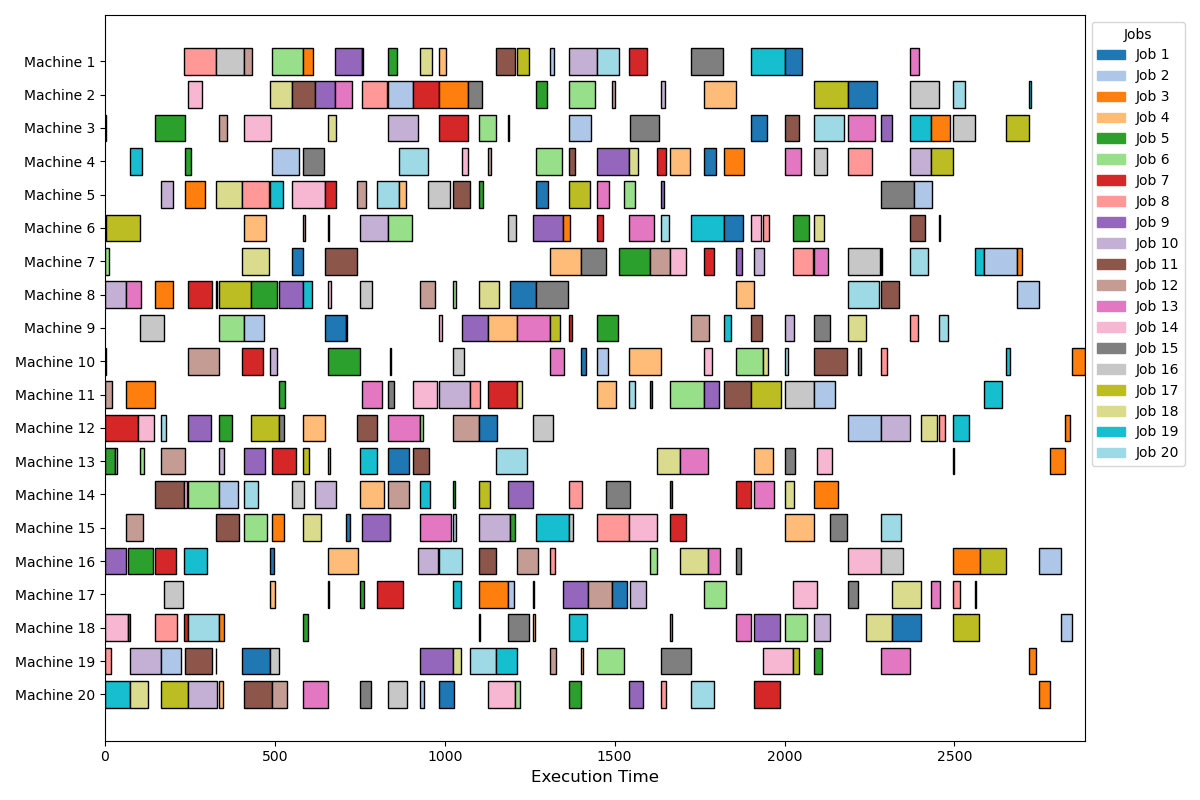 Machine 1
Machine 2
Machine 3
Machine 4
Machine 5
Machine 6
Machine 7
Machine 8
Machine 9
Machine 10
Machine 11
Machine 12
Machine 13
Machine 14
Machine 15
Machine 16
Machine 17
Machine 18
Machine 19
Machine 20
0 500 1000 1500 2000 2500
Execution Time
Jobs
Job 1
Job 2
Job 3
Job 4
Job 5
Job 6
Job 7
Job 8
Job 9
Job 10
Job 11
Job 12
Job 13
Job 14
Job 15
Job 16
Job 17
Job 18
Job 19
Job 20